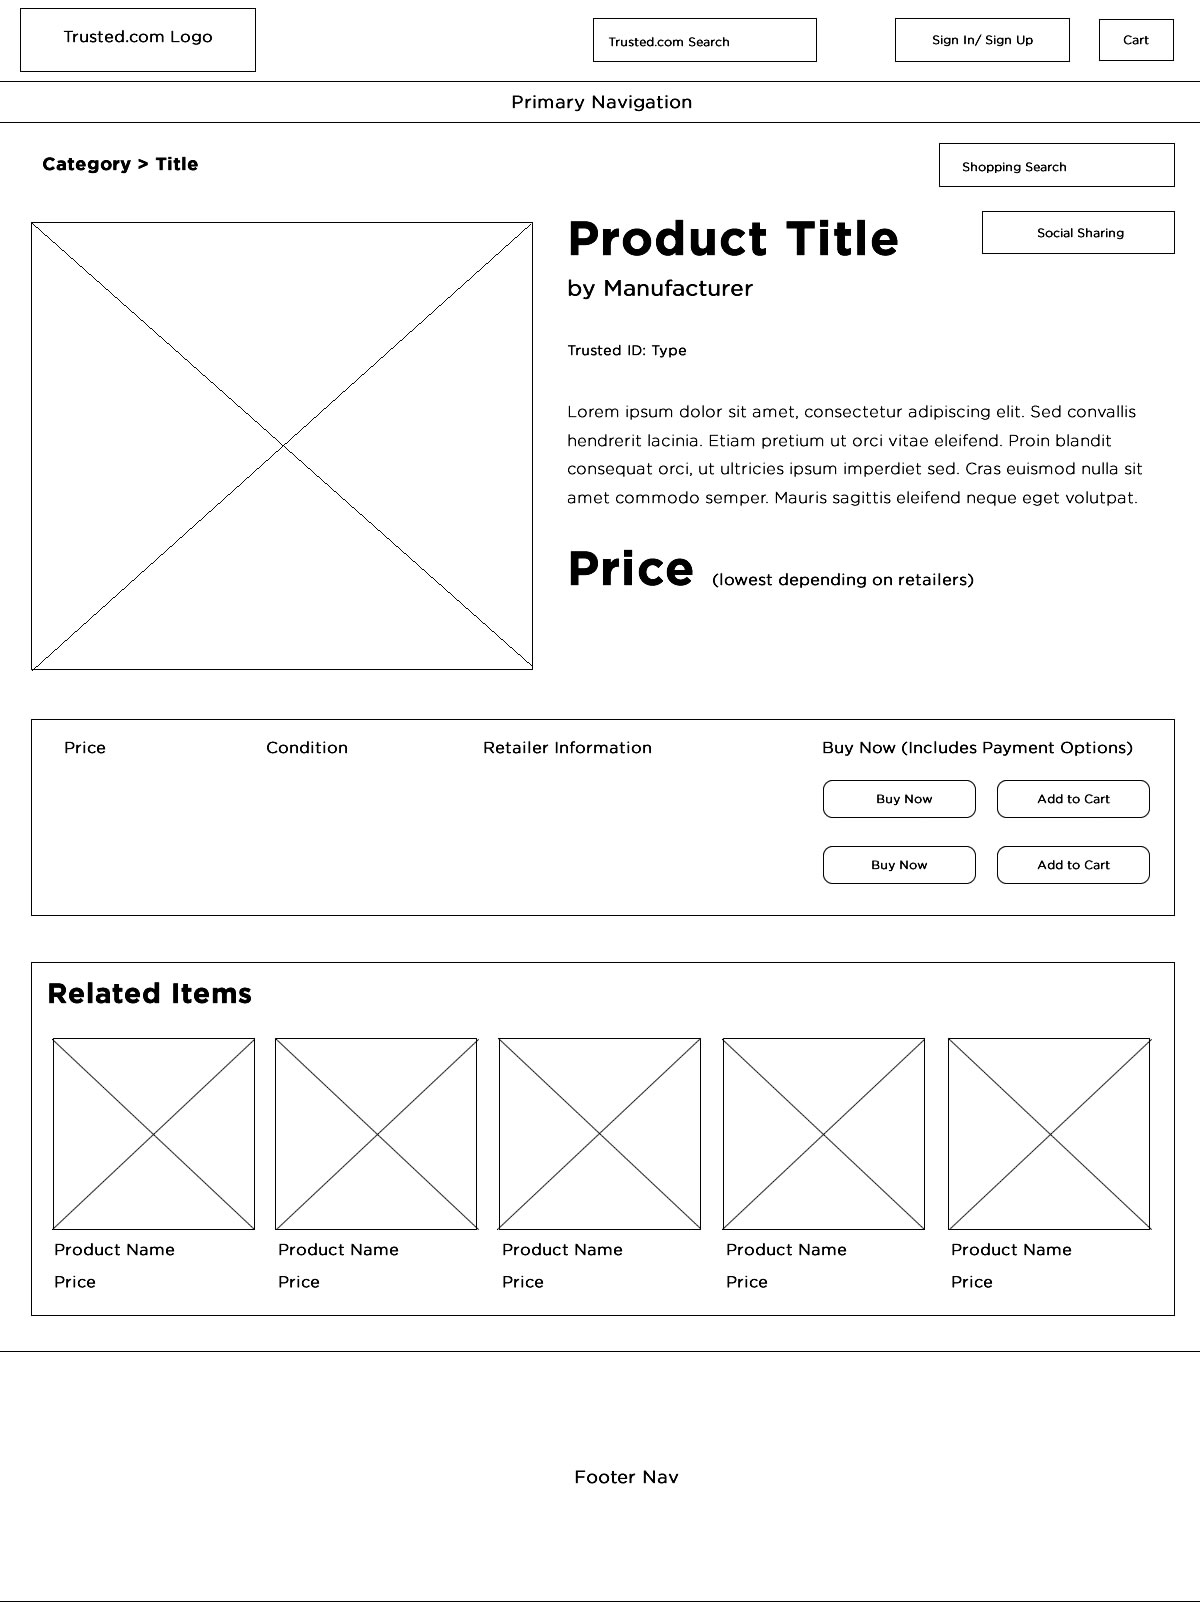 Trusted.com Logo
Trusted.com Search
Sign In/ Sign Up
Cart
Primary Navigation
Category > Title
Shopping Search
Product Title
Social Sharing
by Manufacturer
Trusted ID: Type
Lorem ipsum dolor sit amet, consectetur adipiscing elit. Sed convallis
hendrerit lacinia. Etiam pretium ut orci vitae eleifend. Proin blandit
consequat orci, ut ultricies ipsum imperdiet sed. Cras euismod nulla sit
amet commodo semper. Mauris sagittis eleifend neque eget volutpat.
Price (lowest depending on retailers)
Price
Condition
Retailer Information
Buy Now (Includes Payment Options)
Buy Now
Add to Cart
Buy Now
Add to Cart
Related Items
Product Name
Price
Product Name
Price
Product Name
Price
Product Name
Price
Product Name
Price
Footer Nav